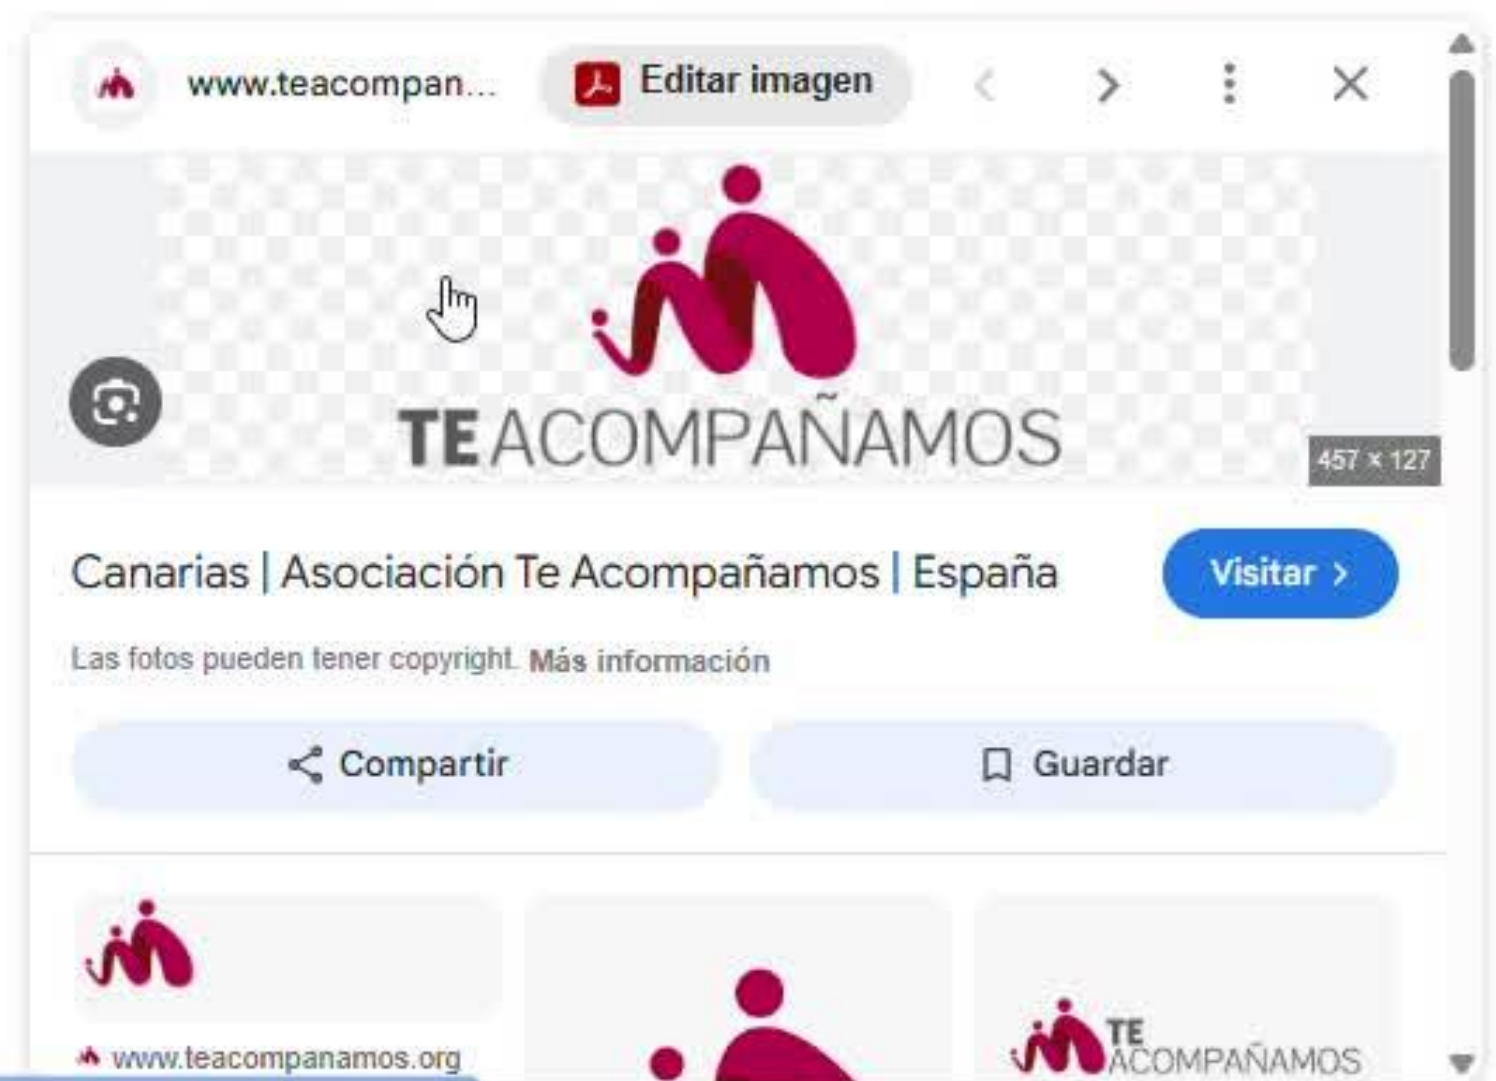 www.teacompan...
Editar imagen
TE ACOMPAÑAMOS
457 × 127
Canarias | Asociación Te Acompañamos | España
Visitar
Las fotos pueden tener copyright. Más información
Compartir
Guardar
www.teacompanamos.org
TE
ACOMPAÑAMOS